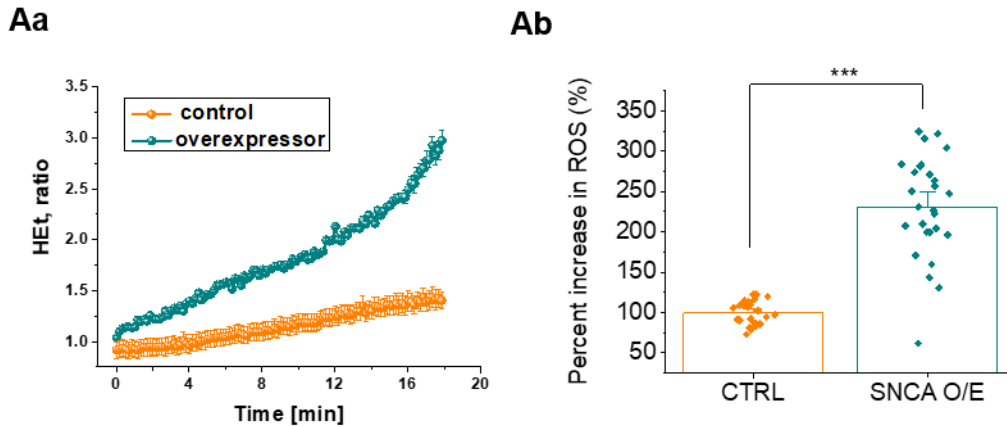 Aa
HEt, ratio
3.5
3.0
2.5
2.0
1.5
1.0
control
overexpressor
0 4 8 12 16 20
Time [min]
Ab
Percent increase in ROS (%)
350
300
250
200
150
100
50
***
CTRL SNCA O/E